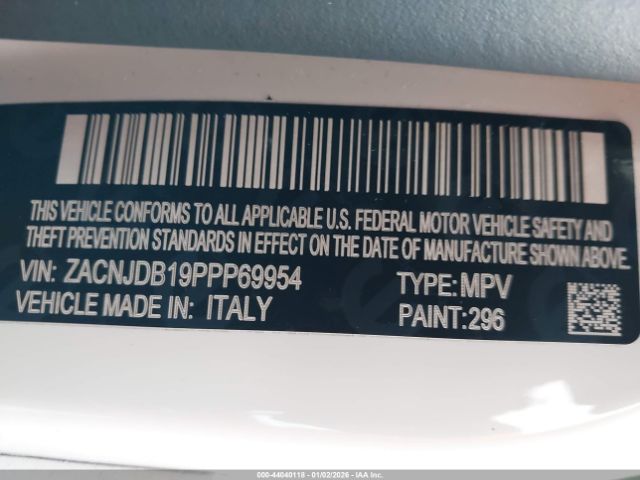 THIS VEHICLE CONFORMS TO ALL APPLICABLE U.S. FEDERAL MOTOR VEHICLE SAFETY AND
THEFT PREVENTION STANDARDS IN EFFECT ON THE DATE OF MANUFACTURE SHOWN ABOVE.
VIN: ZACNJDB19PPP69954 TYPE:MPV
VEHICLE MADE IN: ITALY PAINT:296
000-44040118 - 01/02/2026 - IAA Inc.